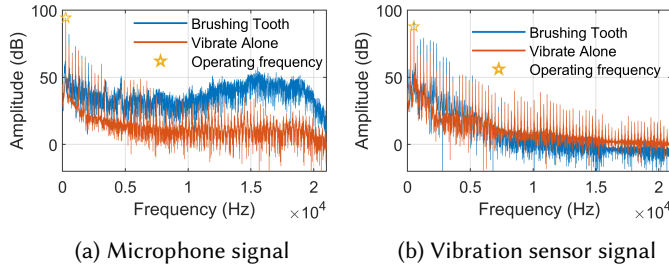 100
50
0
Amplitude (dB)
Brushing Tooth
Vibrate Alone
Operating frequency
0 0.5 1 1.5 2
Frequency (Hz) ×10⁴
(a) Microphone signal
100
50
0
Amplitude (dB)
Brushing Tooth
Vibrate Alone
Operating frequency
0 0.5 1 1.5 2
Frequency (Hz) ×10⁴
(b) Vibration sensor signal